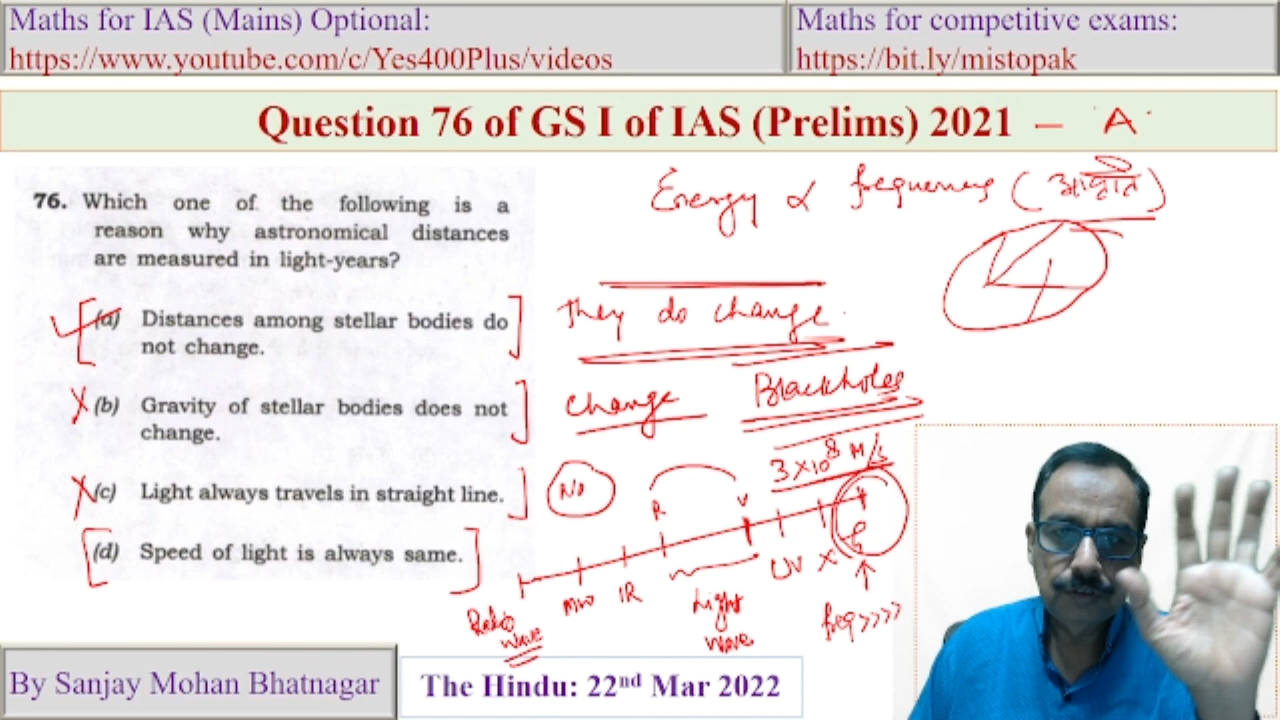 Maths for IAS (Mains) Optional:
https://www.youtube.com/c/Yes400Plus/videos
Maths for competitive exams:
https://bit.ly/mistopak
Question 76 of GS I of IAS (Prelims) 2021 – A
76. Which one of the following is a
reason why astronomical distances
are measured in light-years?
(a) Distances among stellar bodies do
not change.
(b) Gravity of stellar bodies does not
change.
(c) Light always travels in straight line.
(d) Speed of light is always same.
Energy ∝ frequency (आवृत्ति)
They do change.
change
Blackholes
No
3×10⁸ M/s
R
V
Radio
wave
MW
IR
Light
wave
UV
X
G
freq >>>>
By Sanjay Mohan Bhatnagar
The Hindu: 22nd Mar 2022